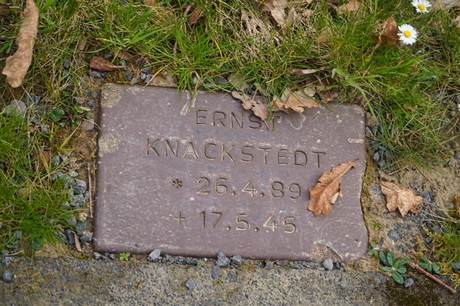 ERNST
KNACKSTEDT
* 26.4.89
+ 17.5.45